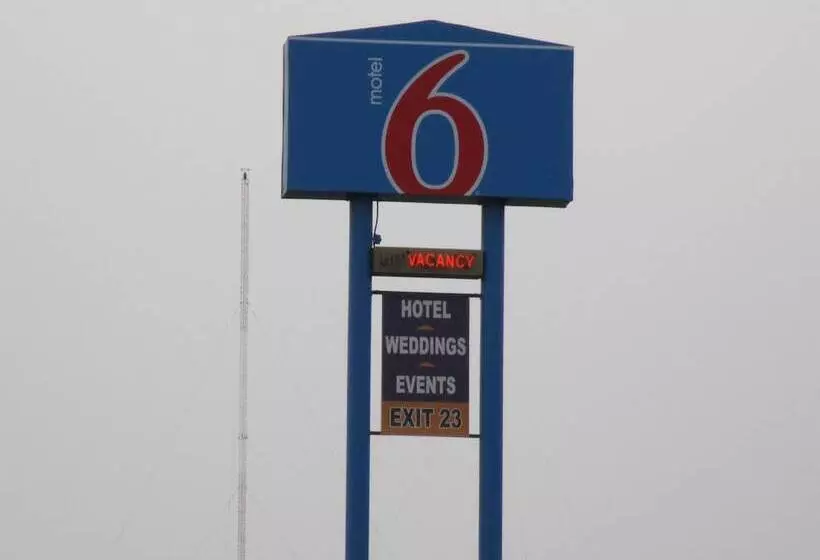 motel
6
VACANCY
HOTEL
WEDDINGS
EVENTS
EXIT 23